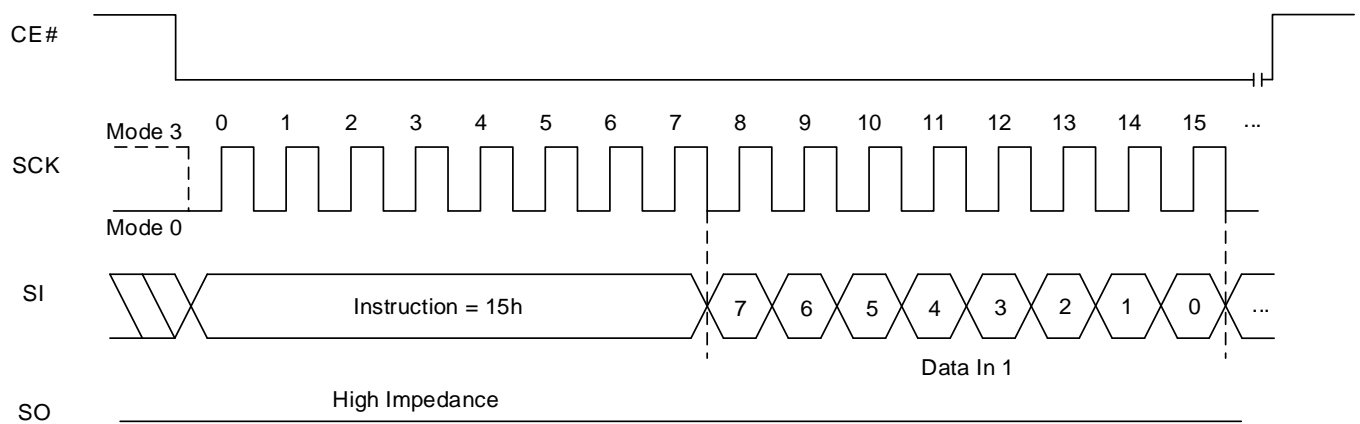 CE#
Mode 3 0 1 2 3 4 5 6 7 8 9 10 11 12 13 14 15 ...
SCK
Mode 0
SI Instruction = 15h 7 6 5 4 3 2 1 0 ...
Data In 1
High Impedance
SO